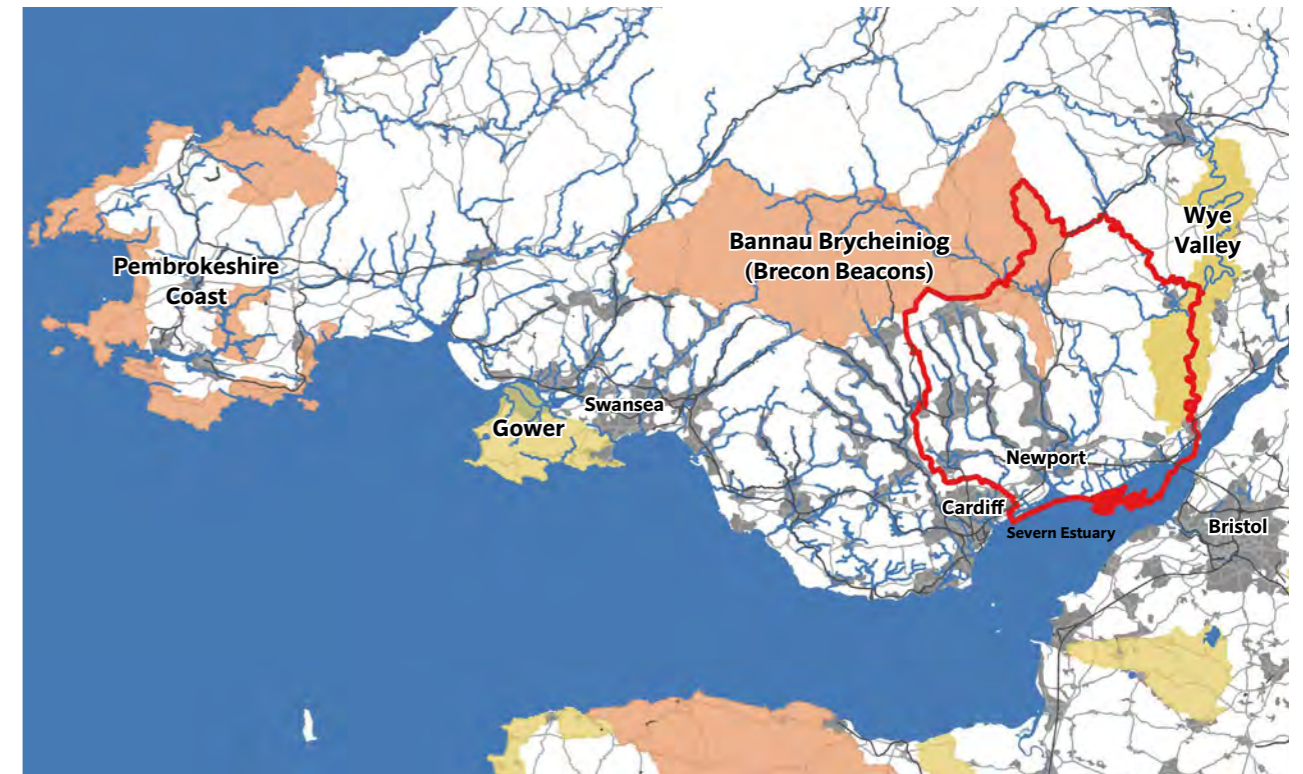 Wye
Valley
Bannau Brycheiniog
(Brecon Beacons)
Pembrokeshire
Coast
Swansea
Gower
Newport
Cardiff
Severn Estuary
Bristol